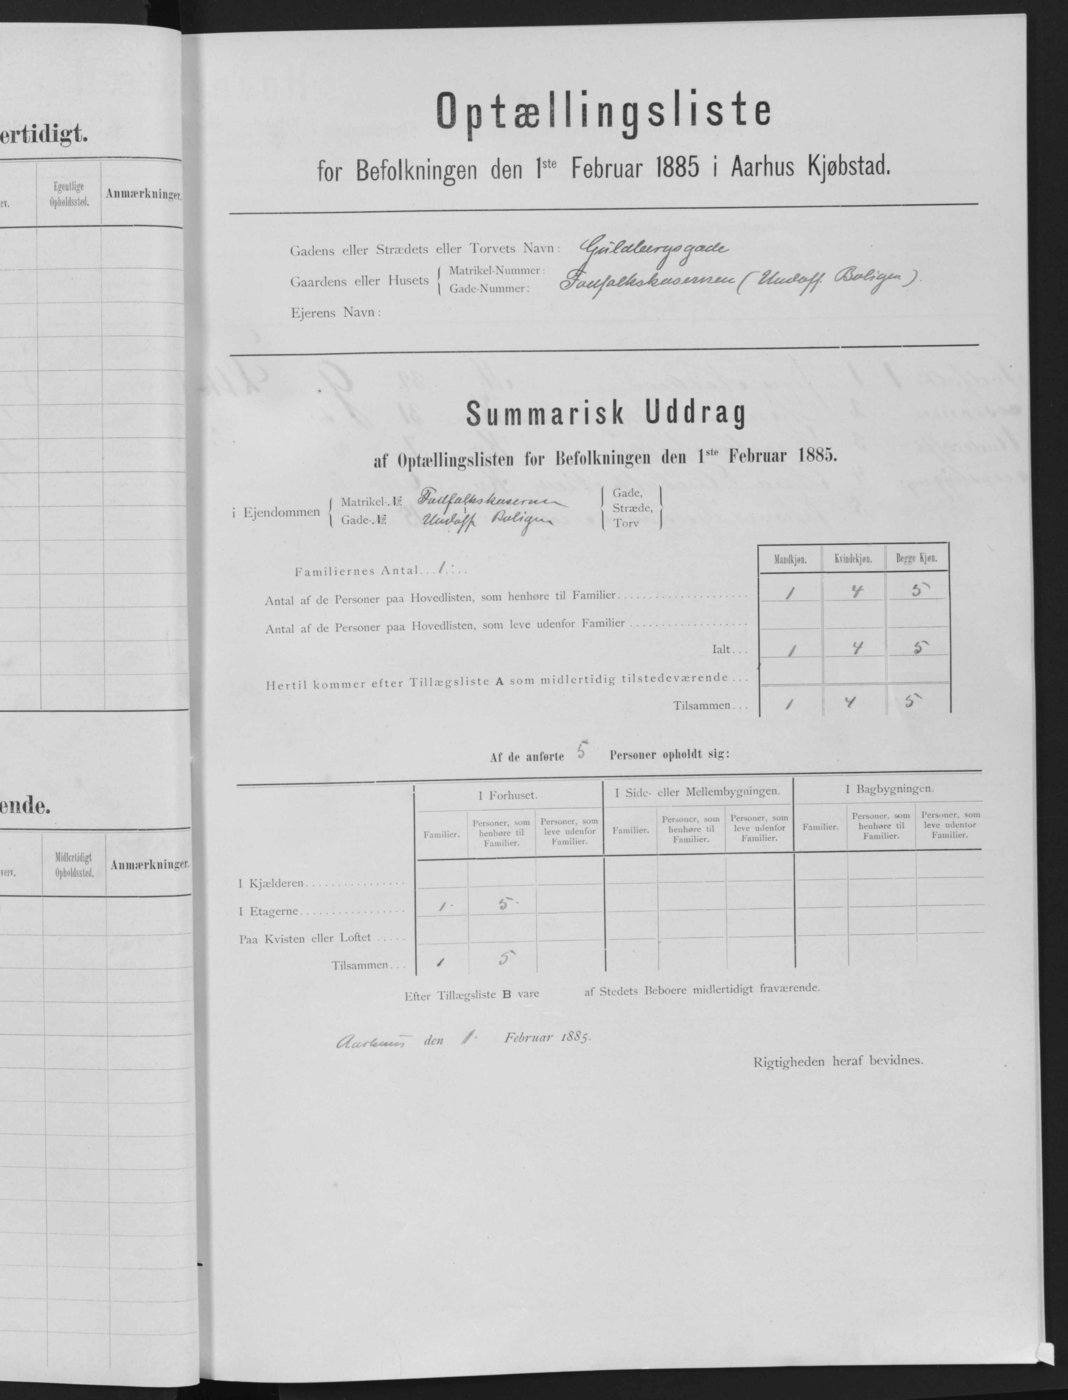 ertidigt.
erv.
Egentlige Opholdssted.
Anmærkninger.
ende.
Midlertidigt Opholdssted.
Anmærkninger.
Optællingsliste
for Befolkningen den 1ste Februar 1885 i Aarhus Kjøbstad.
Gadens eller Strædets eller Torvets Navn: Guldbergsgade
Gaardens eller Husets { Matrikel-Nummer: Fodfolkskasernen (Undoff. Boligen).
Gade-Nummer:
Ejerens Navn:
Summarisk Uddrag
af Optællingslisten for Befolkningen den 1ste Februar 1885.
i Ejendommen { Matrikel-№ Fodfolkskasernen } Gade,
Gade-№ Undoff Boligen } Stræde,
Torv
Mandkjøn. Kvindekjøn. Begge Kjøn.
Familiernes Antal... 1...
Antal af de Personer paa Hovedlisten, som henhøre til Familier... 1 4 5
Antal af de Personer paa Hovedlisten, som leve udenfor Familier...
Ialt... 1 4 5
Hertil kommer efter Tillægsliste A som midlertidig tilstedeværende...
Tilsammen... 1 4 5
Af de anførte 5 Personer opholdt sig:
I Forhuset. I Side- eller Mellembygningen. I Bagbygningen.
Familier. Personer, som henhøre til Familier. Personer, som leve udenfor Familier. Familier. Personer, som henhøre til Familier. Personer, som leve udenfor Familier. Familier. Personer, som henhøre til Familier. Personer, som leve udenfor Familier.
I Kjælderen...
I Etagerne... 1 5
Paa Kvisten eller Loftet...
Tilsammen... 1 5
Efter Tillægsliste B vare af Stedets Beboere midlertidigt fraværende.
Aarhuus den 1. Februar 1885.
Rigtigheden heraf bevidnes.